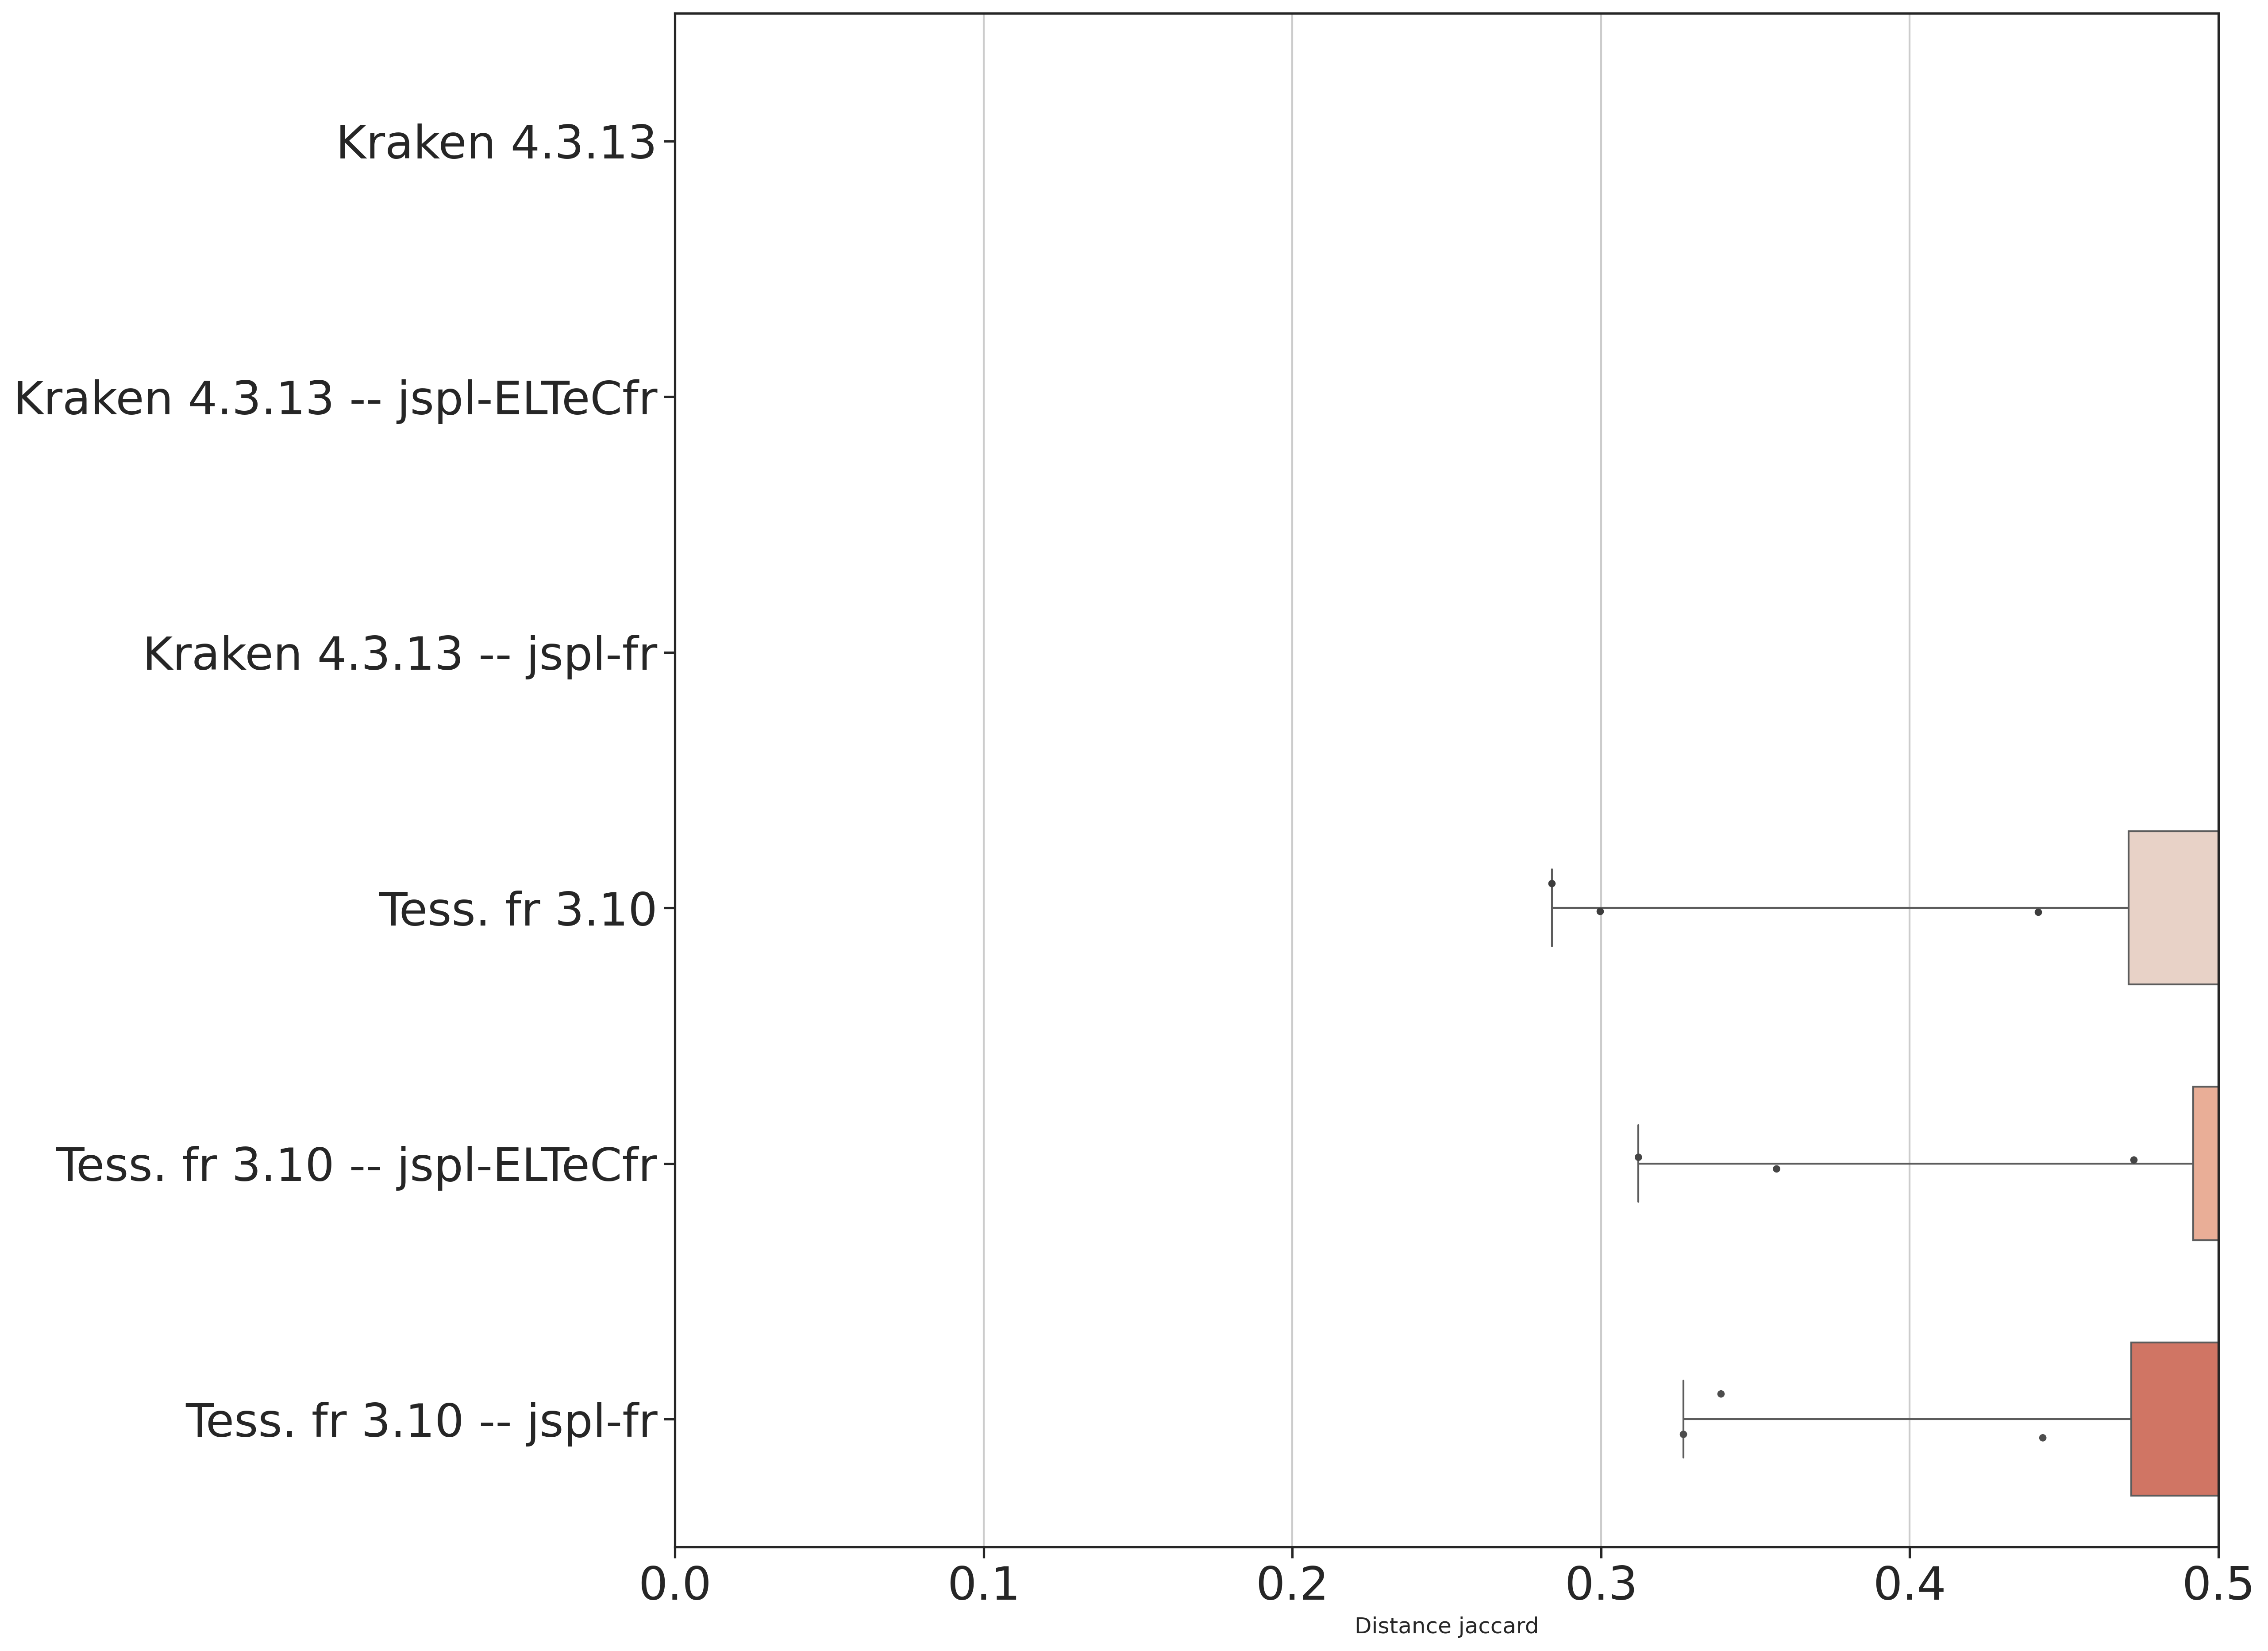 Kraken 4.3.13
Kraken 4.3.13 -- jspl-ELTeCfr
Kraken 4.3.13 -- jspl-fr
Tess. fr 3.10
Tess. fr 3.10 -- jspl-ELTeCfr
Tess. fr 3.10 -- jspl-fr
0.0 0.1 0.2 0.3 0.4 0.5
Distance jaccard